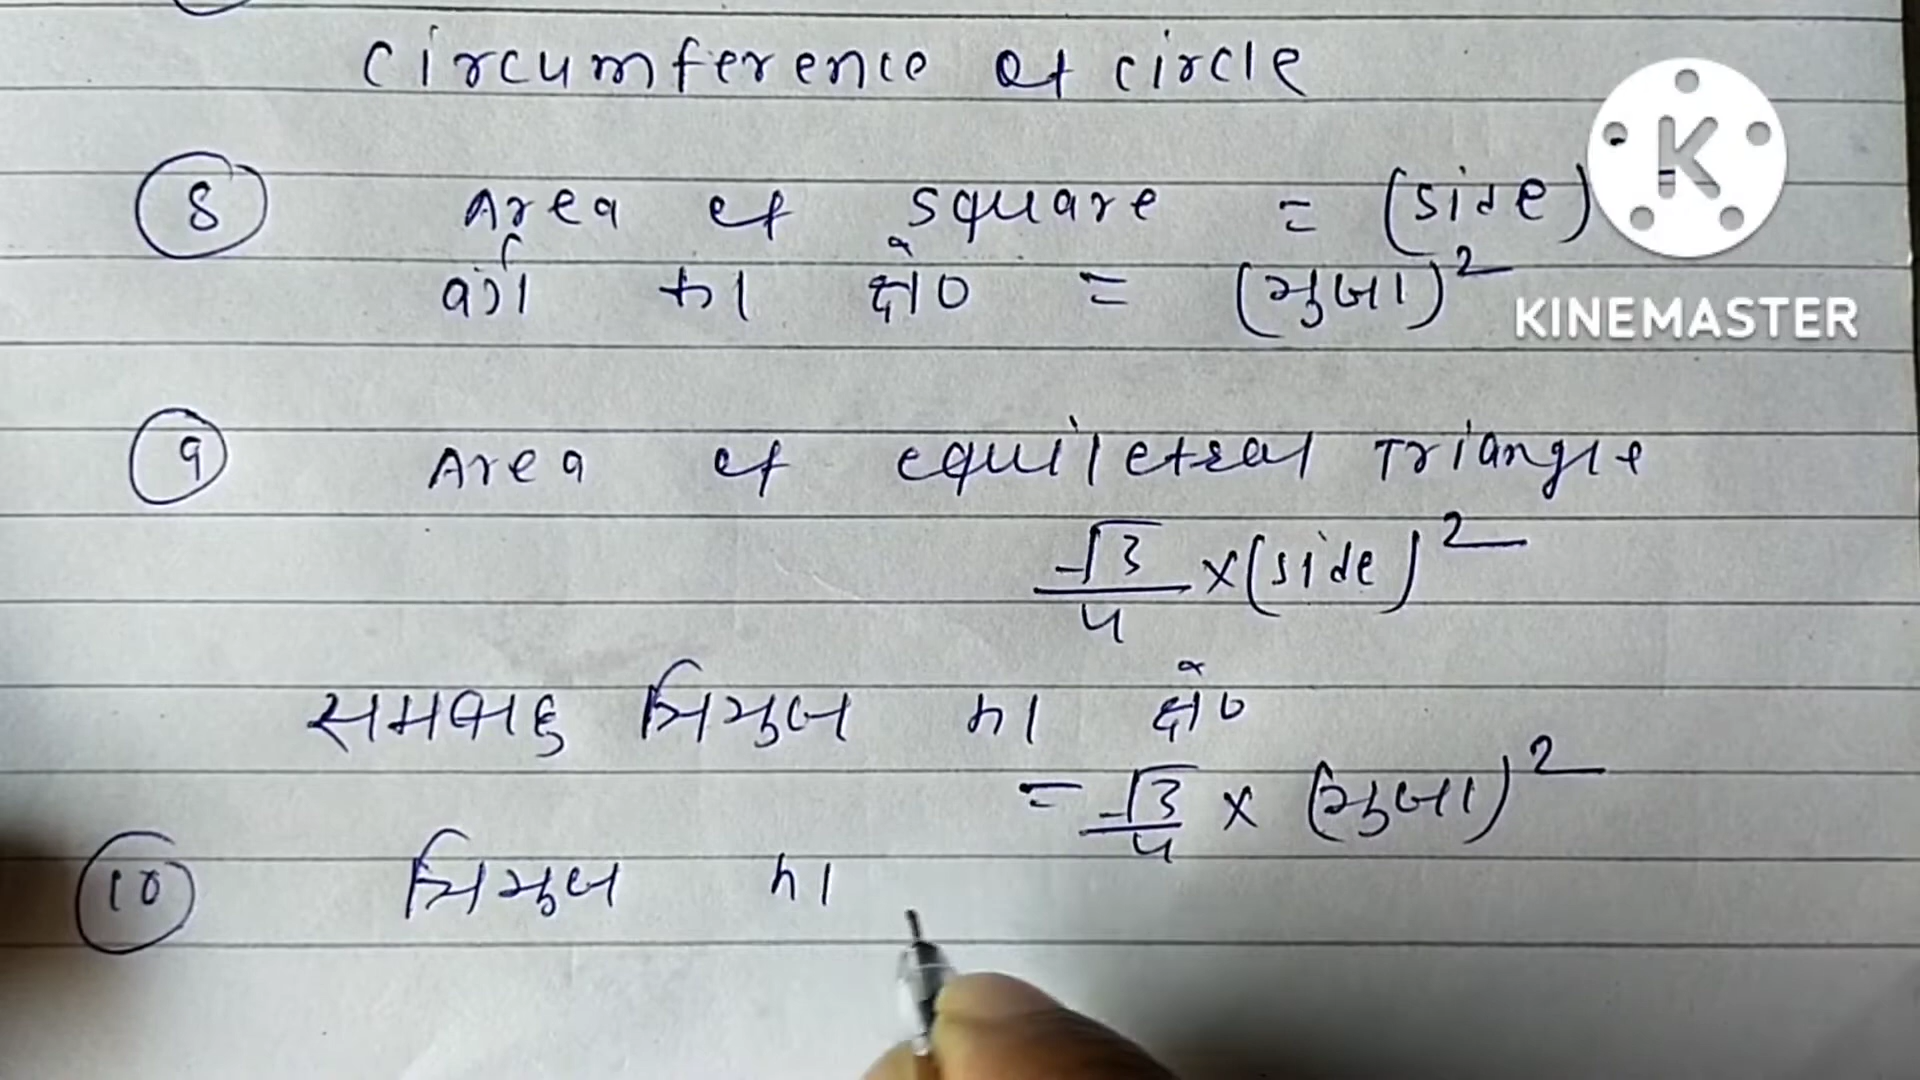 circumference of circle
8 Area of square = (side)
वर्ग का क्षे० = (भुजा)²
KINEMASTER
9 Area of equiletral Triangle
√3/4 × (side)²
समबाहु त्रिभुज का क्षे०
= √3/4 × (भुजा)²
10 त्रिभुज का